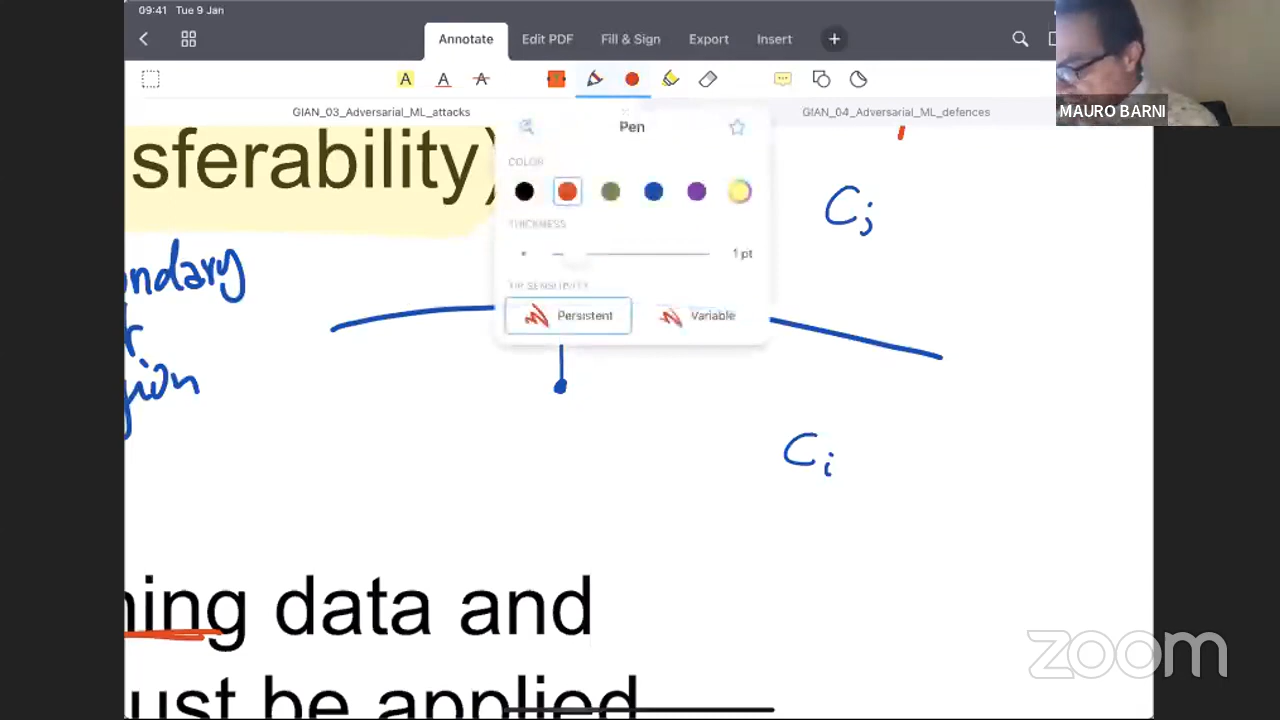 09:41 Tue 9 Jan
Annotate Edit PDF Fill & Sign Export Insert
A A A
GIAN_03_Adversarial_ML_attacks GIAN_04_Adversarial_ML_defences
MAURO BARNI
Pen
COLOR
THICKNESS
1 pt
TIP SENSITIVITY
Persistent Variable
sferability)
Cj
ndary
r
gion
Ci
ning data and
ust be applied
zoom